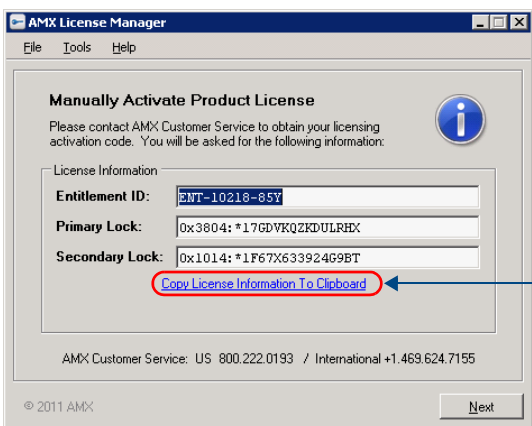 AMX License Manager
File Tools Help
Manually Activate Product License
Please contact AMX Customer Service to obtain your licensing
activation code. You will be asked for the following information:
License Information
Entitlement ID: ENT-10218-85Y
Primary Lock: 0x3804:*17GDVKQZKDULRHX
Secondary Lock: 0x1014:*1F67X633924G9BT
Copy License Information To Clipboard
AMX Customer Service: US 800.222.0193 / International +1.469.624.7155
© 2011 AMX
Next